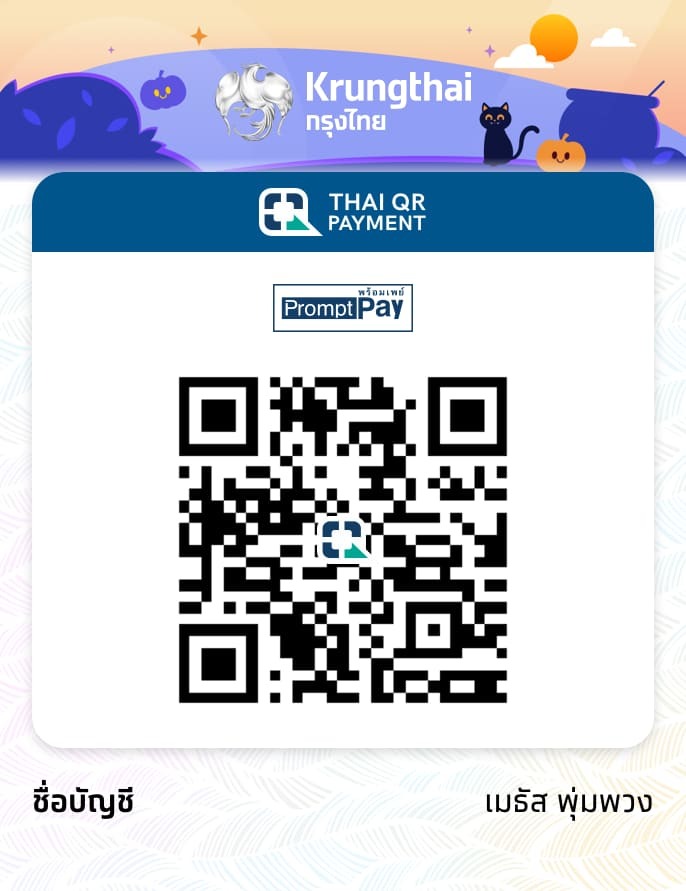 Krungthai
กรุงไทย
THAI QR
PAYMENT
พร้อมเพย์
PromptPay
ชื่อบัญชี
เมธัส พุ่มพวง